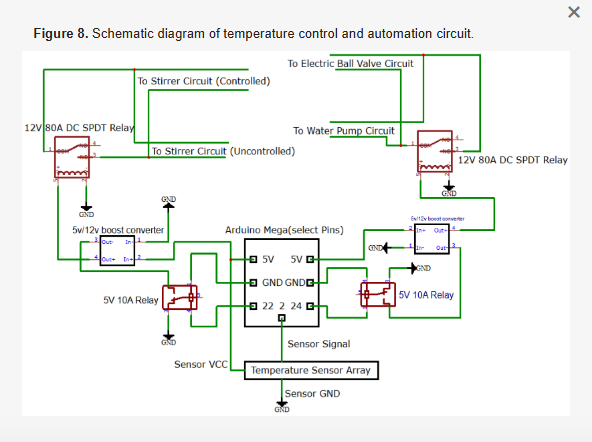 Figure 8. Schematic diagram of temperature control and automation circuit.
To Electric Ball Valve Circuit
To Stirrer Circuit (Controlled)
12V 80A DC SPDT Relay
To Water Pump Circuit
To Stirrer Circuit (Uncontrolled)
12V 80A DC SPDT Relay
GND
GND
GND
5v/12v boost converter
Arduino Mega(select Pins)
5v/12v boost converter
Out- In-
Out+ In+
5V 5V
In+ Out+
In- Out-
GND
GND
GND GND
5V 10A Relay
22 2 24
5V 10A Relay
GND
Sensor Signal
Sensor VCC
Temperature Sensor Array
Sensor GND
GND